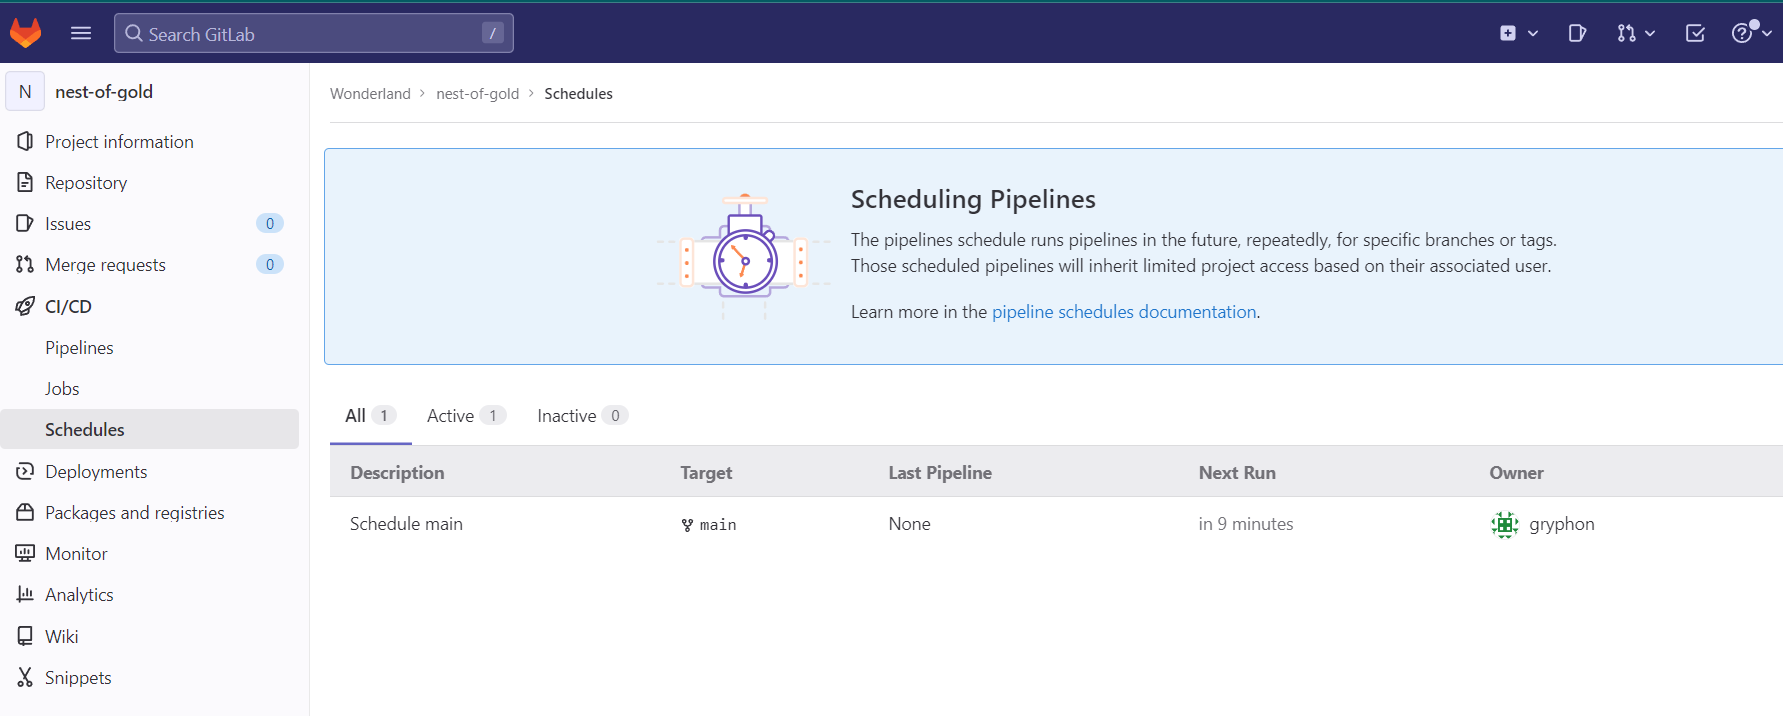 Search GitLab /
N nest-of-gold
Project information
Repository
Issues 0
Merge requests 0
CI/CD
Pipelines
Jobs
Schedules
Deployments
Packages and registries
Monitor
Analytics
Wiki
Snippets
Wonderland > nest-of-gold > Schedules
Scheduling Pipelines
The pipelines schedule runs pipelines in the future, repeatedly, for specific branches or tags.
Those scheduled pipelines will inherit limited project access based on their associated user.
Learn more in the pipeline schedules documentation.
All 1 Active 1 Inactive 0
Description Target Last Pipeline Next Run Owner
Schedule main main None in 9 minutes gryphon